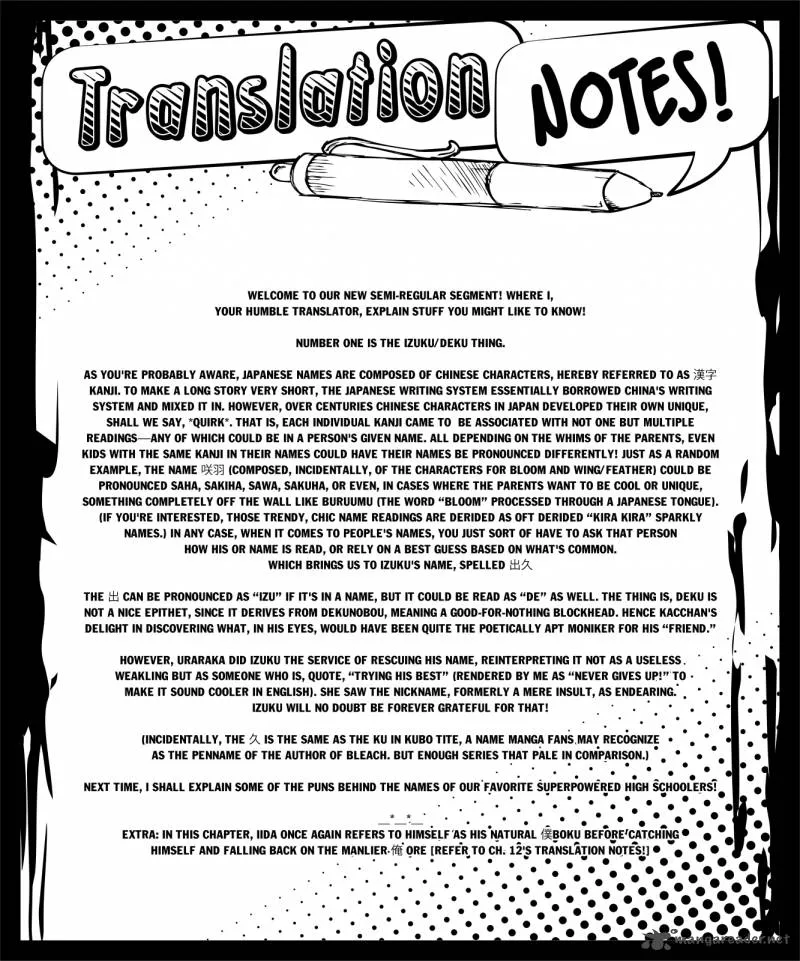 Translation
NOTES!
WELCOME TO OUR NEW SEMI-REGULAR SEGMENT! WHERE I,
YOUR HUMBLE TRANSLATOR, EXPLAIN STUFF YOU MIGHT LIKE TO KNOW!
NUMBER ONE IS THE IZUKU/DEKU THING.
AS YOU'RE PROBABLY AWARE, JAPANESE NAMES ARE COMPOSED OF CHINESE CHARACTERS, HEREBY REFERRED TO AS 漢字
KANJI. TO MAKE A LONG STORY VERY SHORT, THE JAPANESE WRITING SYSTEM ESSENTIALLY BORROWED CHINA'S WRITING
SYSTEM AND MIXED IT IN. HOWEVER, OVER CENTURIES CHINESE CHARACTERS IN JAPAN DEVELOPED THEIR OWN UNIQUE,
SHALL WE SAY, *QUIRK*. THAT IS, EACH INDIVIDUAL KANJI CAME TO BE ASSOCIATED WITH NOT ONE BUT MULTIPLE
READINGS—ANY OF WHICH COULD BE IN A PERSON'S GIVEN NAME. ALL DEPENDING ON THE WHIMS OF THE PARENTS, EVEN
KIDS WITH THE SAME KANJI IN THEIR NAMES COULD HAVE THEIR NAMES BE PRONOUNCED DIFFERENTLY! JUST AS A RANDOM
EXAMPLE, THE NAME 咲羽 (COMPOSED, INCIDENTALLY, OF THE CHARACTERS FOR BLOOM AND WING/FEATHER) COULD BE
PRONOUNCED SAHA, SAKIHA, SAWA, SAKUHA, OR EVEN, IN CASES WHERE THE PARENTS WANT TO BE COOL OR UNIQUE,
SOMETHING COMPLETELY OFF THE WALL LIKE BURUUMU (THE WORD “BLOOM” PROCESSED THROUGH A JAPANESE TONGUE).
(IF YOU'RE INTERESTED, THOSE TRENDY, CHIC NAME READINGS ARE DERIDED AS OFT DERIDED “KIRA KIRA” SPARKLY
NAMES.) IN ANY CASE, WHEN IT COMES TO PEOPLE'S NAMES, YOU JUST SORT OF HAVE TO ASK THAT PERSON
HOW HIS OR NAME IS READ, OR RELY ON A BEST GUESS BASED ON WHAT'S COMMON.
WHICH BRINGS US TO IZUKU'S NAME, SPELLED 出久
THE 出 CAN BE PRONOUNCED AS “IZU” IF IT'S IN A NAME, BUT IT COULD BE READ AS “DE” AS WELL. THE THING IS, DEKU IS
NOT A NICE EPITHET, SINCE IT DERIVES FROM DEKUNOBOU, MEANING A GOOD-FOR-NOTHING BLOCKHEAD. HENCE KACCHAN'S
DELIGHT IN DISCOVERING WHAT, IN HIS EYES, WOULD HAVE BEEN QUITE THE POETICALLY APT MONIKER FOR HIS “FRIEND.”
HOWEVER, URARAKA DID IZUKU THE SERVICE OF RESCUING HIS NAME, REINTERPRETING IT NOT AS A USELESS
WEAKLING BUT AS SOMEONE WHO IS, QUOTE, “TRYING HIS BEST” (RENDERED BY ME AS “NEVER GIVES UP!” TO
MAKE IT SOUND COOLER IN ENGLISH). SHE SAW THE NICKNAME, FORMERLY A MERE INSULT, AS ENDEARING.
IZUKU WILL NO DOUBT BE FOREVER GRATEFUL FOR THAT!
(INCIDENTALLY, THE 久 IS THE SAME AS THE KU IN KUBO TITE, A NAME MANGA FANS MAY RECOGNIZE
AS THE PENNAME OF THE AUTHOR OF BLEACH. BUT ENOUGH SERIES THAT PALE IN COMPARISON.)
NEXT TIME, I SHALL EXPLAIN SOME OF THE PUNS BEHIND THE NAMES OF OUR FAVORITE SUPERPOWERED HIGH SCHOOLERS!
__*__*__
EXTRA: IN THIS CHAPTER, IIDA ONCE AGAIN REFERS TO HIMSELF AS HIS NATURAL 僕BOKU BEFORE CATCHING
HIMSELF AND FALLING BACK ON THE MANLIER 俺 ORE [REFER TO CH. 12'S TRANSLATION NOTES!]
mangareader.net